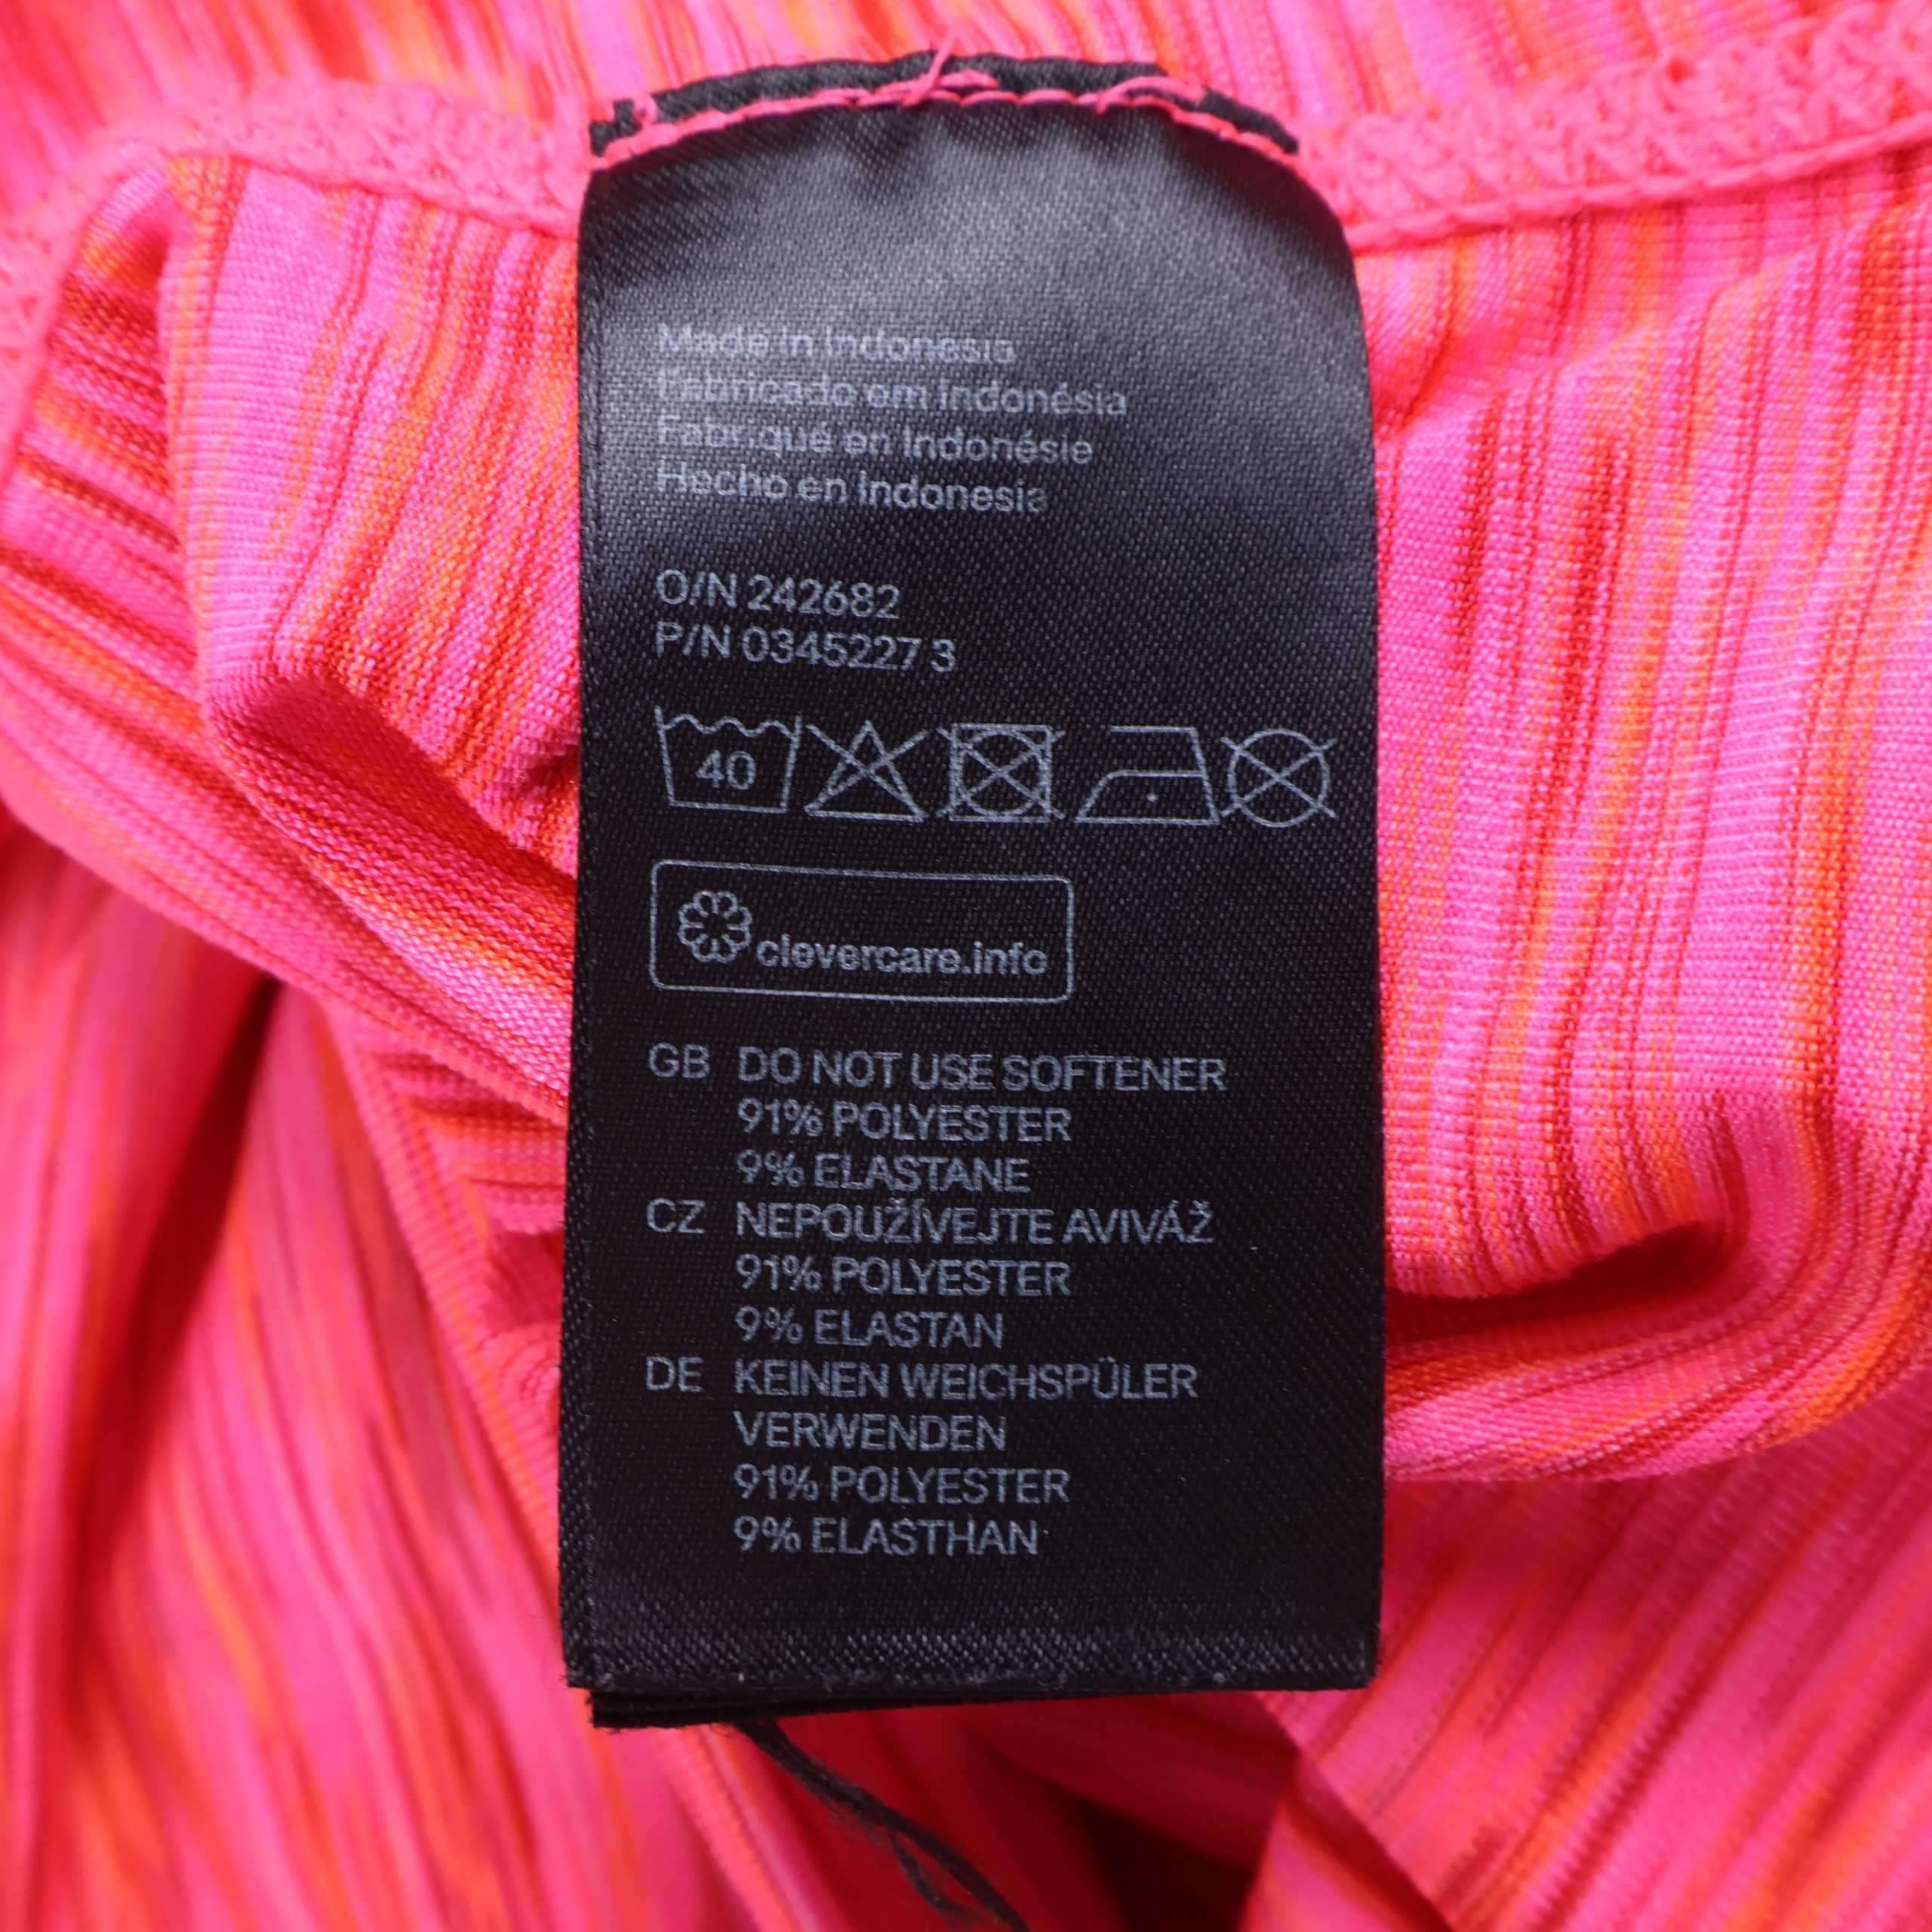 Made in Indonesia
Fabricado em Indonésia
Fabriqué en Indonésie
Hecho en Indonesia
O/N 242682
P/N 03452273
40
clevercare.info
GB DO NOT USE SOFTENER
91% POLYESTER
9% ELASTANE
CZ NEPOUŽÍVEJTE AVIVÁŽ
91% POLYESTER
9% ELASTAN
DE KEINEN WEICHSPÜLER
VERWENDEN
91% POLYESTER
9% ELASTHAN